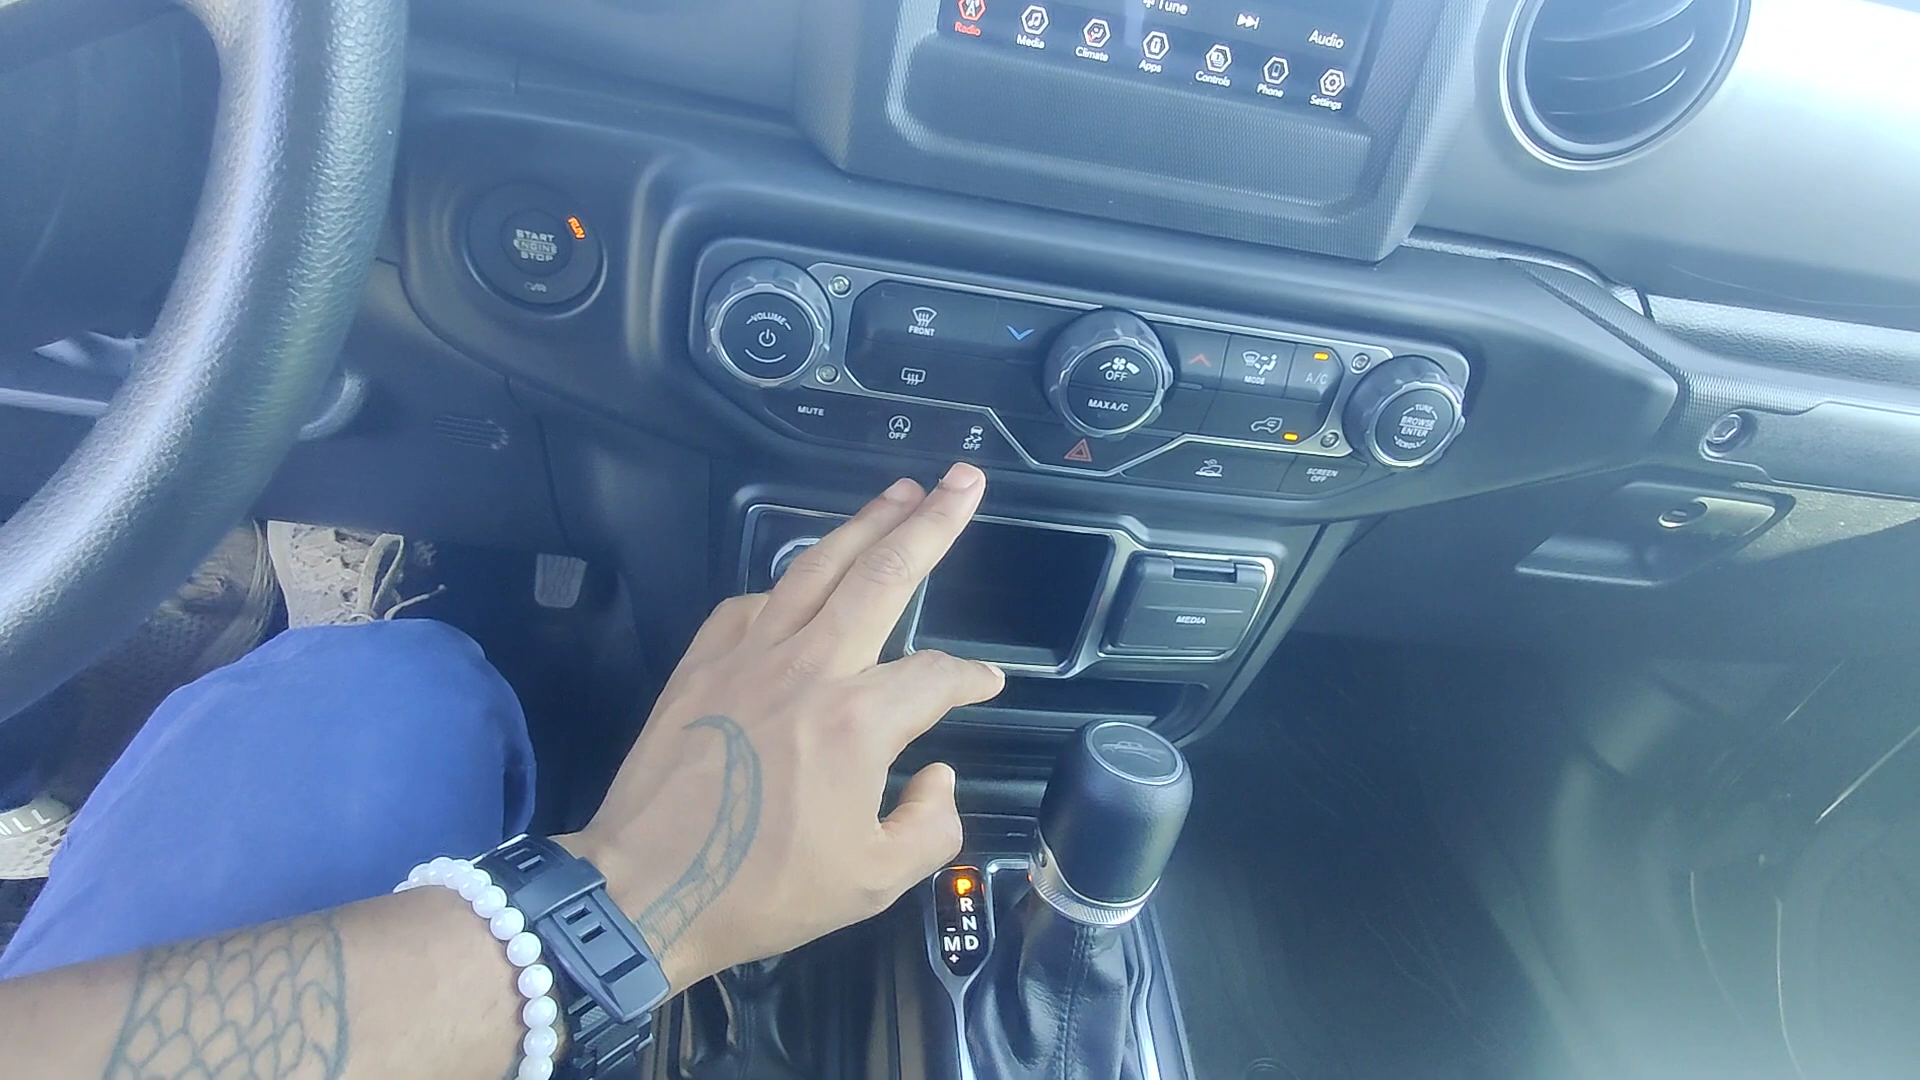 Tune
Audio
Radio
Media
Climate
Apps
Controls
Phone
Settings
START
ENGINE
STOP
RUN
VOLUME
FRONT
OFF
MAX A/C
MODE
A/C
TUNE
BROWSE
ENTER
SCROLL
MUTE
A
OFF
OFF
SCREEN
OFF
MEDIA
P
R
N
D
-
M
+